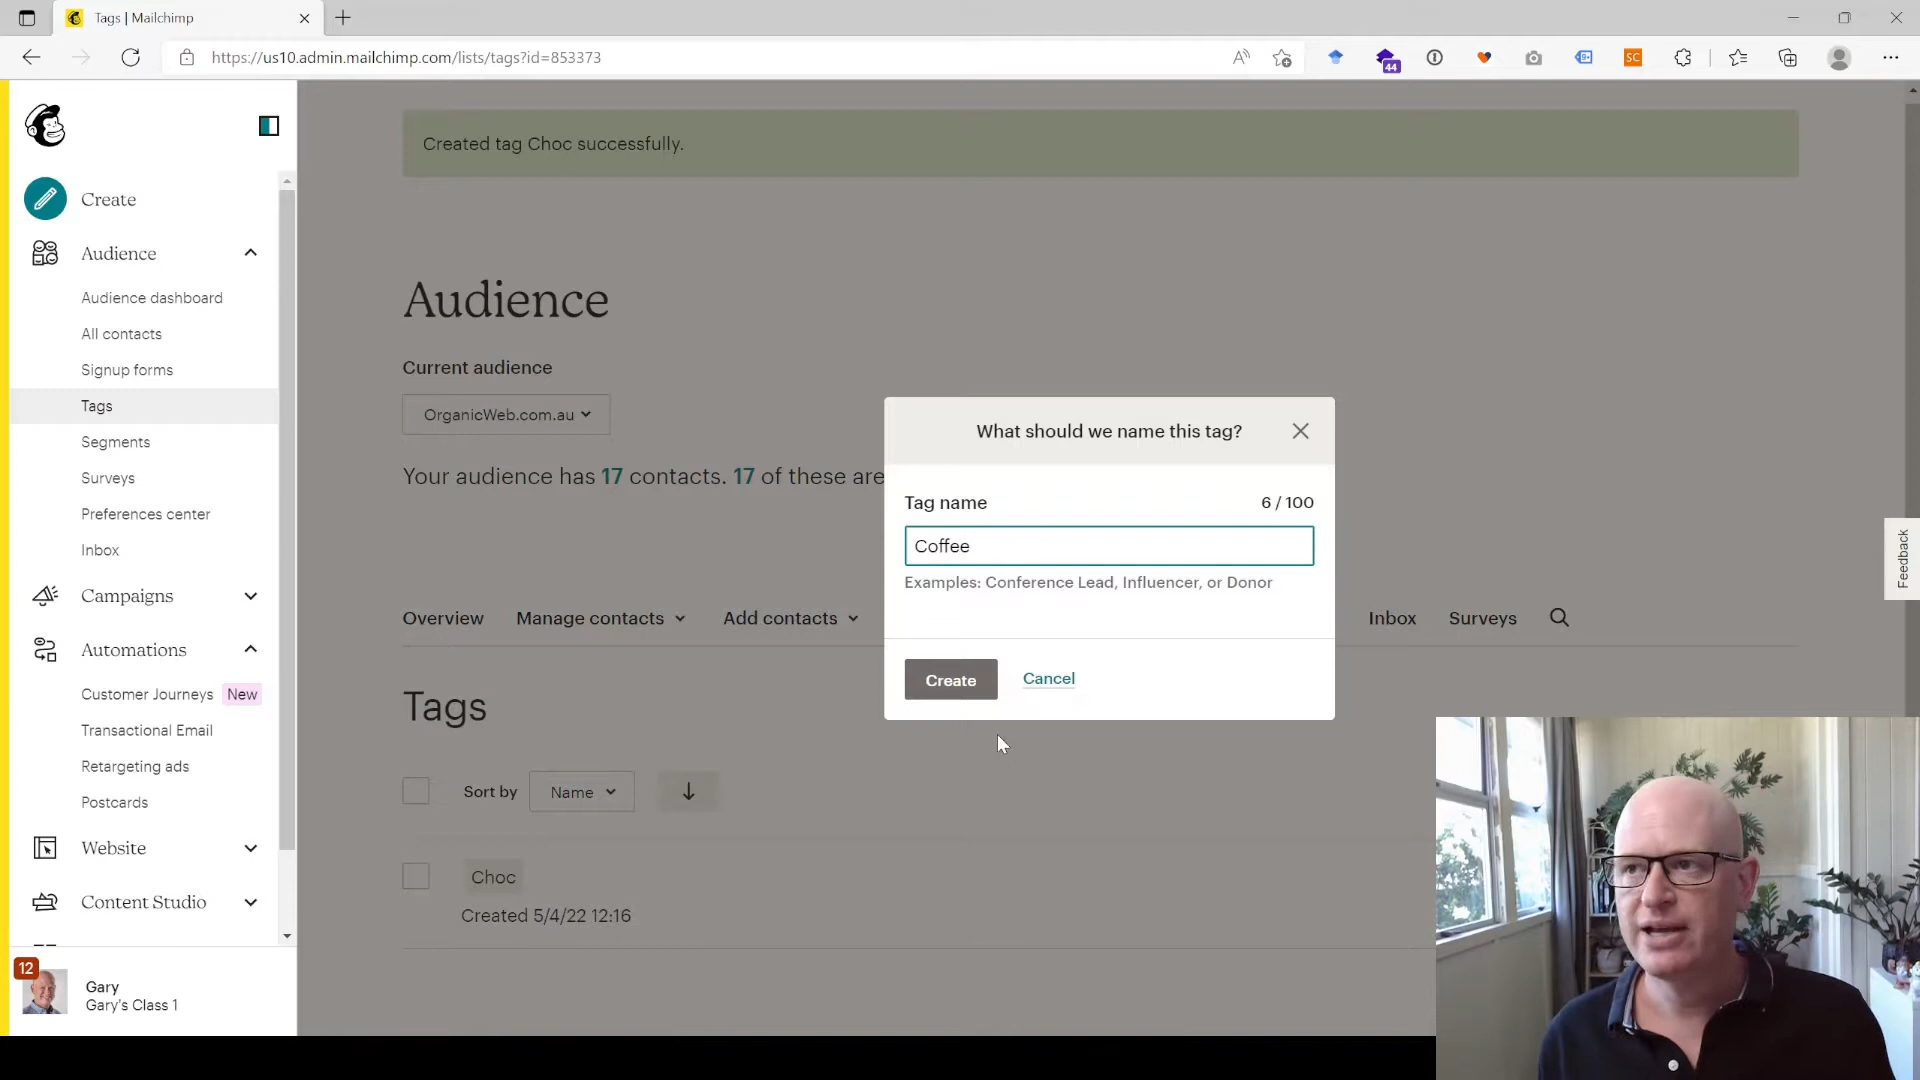 Tags | Mailchimp
https://us10.admin.mailchimp.com/lists/tags?id=853373
44
SC
Create
Audience
Audience dashboard
All contacts
Signup forms
Tags
Segments
Surveys
Preferences center
Inbox
Campaigns
Automations
Customer Journeys New
Transactional Email
Retargeting ads
Postcards
Website
Content Studio
12
Gary
Gary's Class 1
Created tag Choc successfully.
Audience
Current audience
OrganicWeb.com.au
Your audience has 17 contacts. 17 of these are
Overview Manage contacts Add contacts Inbox Surveys
Tags
Sort by Name
Choc
Created 5/4/22 12:16
What should we name this tag?
Tag name 6 / 100
Coffee
Examples: Conference Lead, Influencer, or Donor
Create Cancel
Feedback